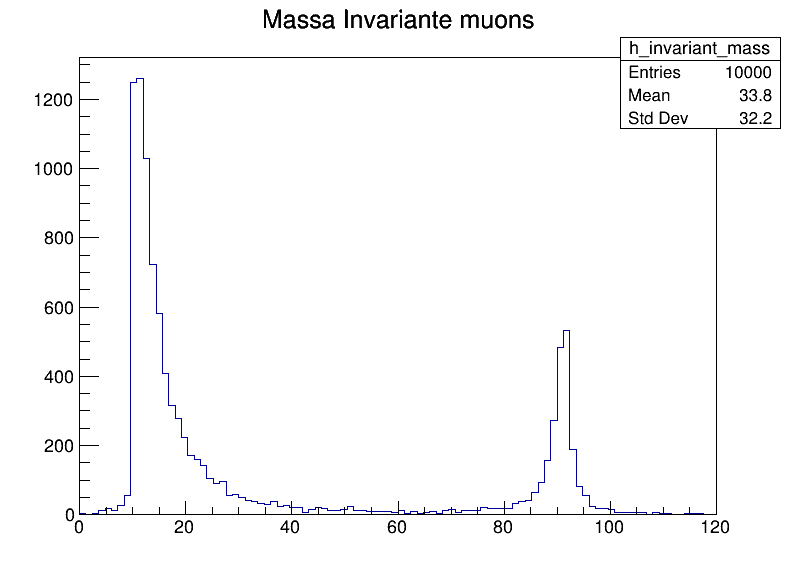 Massa Invariante muons
h_invariant_mass
Entries 10000
Mean 33.8
Std Dev 32.2
1200
1000
800
600
400
200
0
0 20 40 60 80 100 120